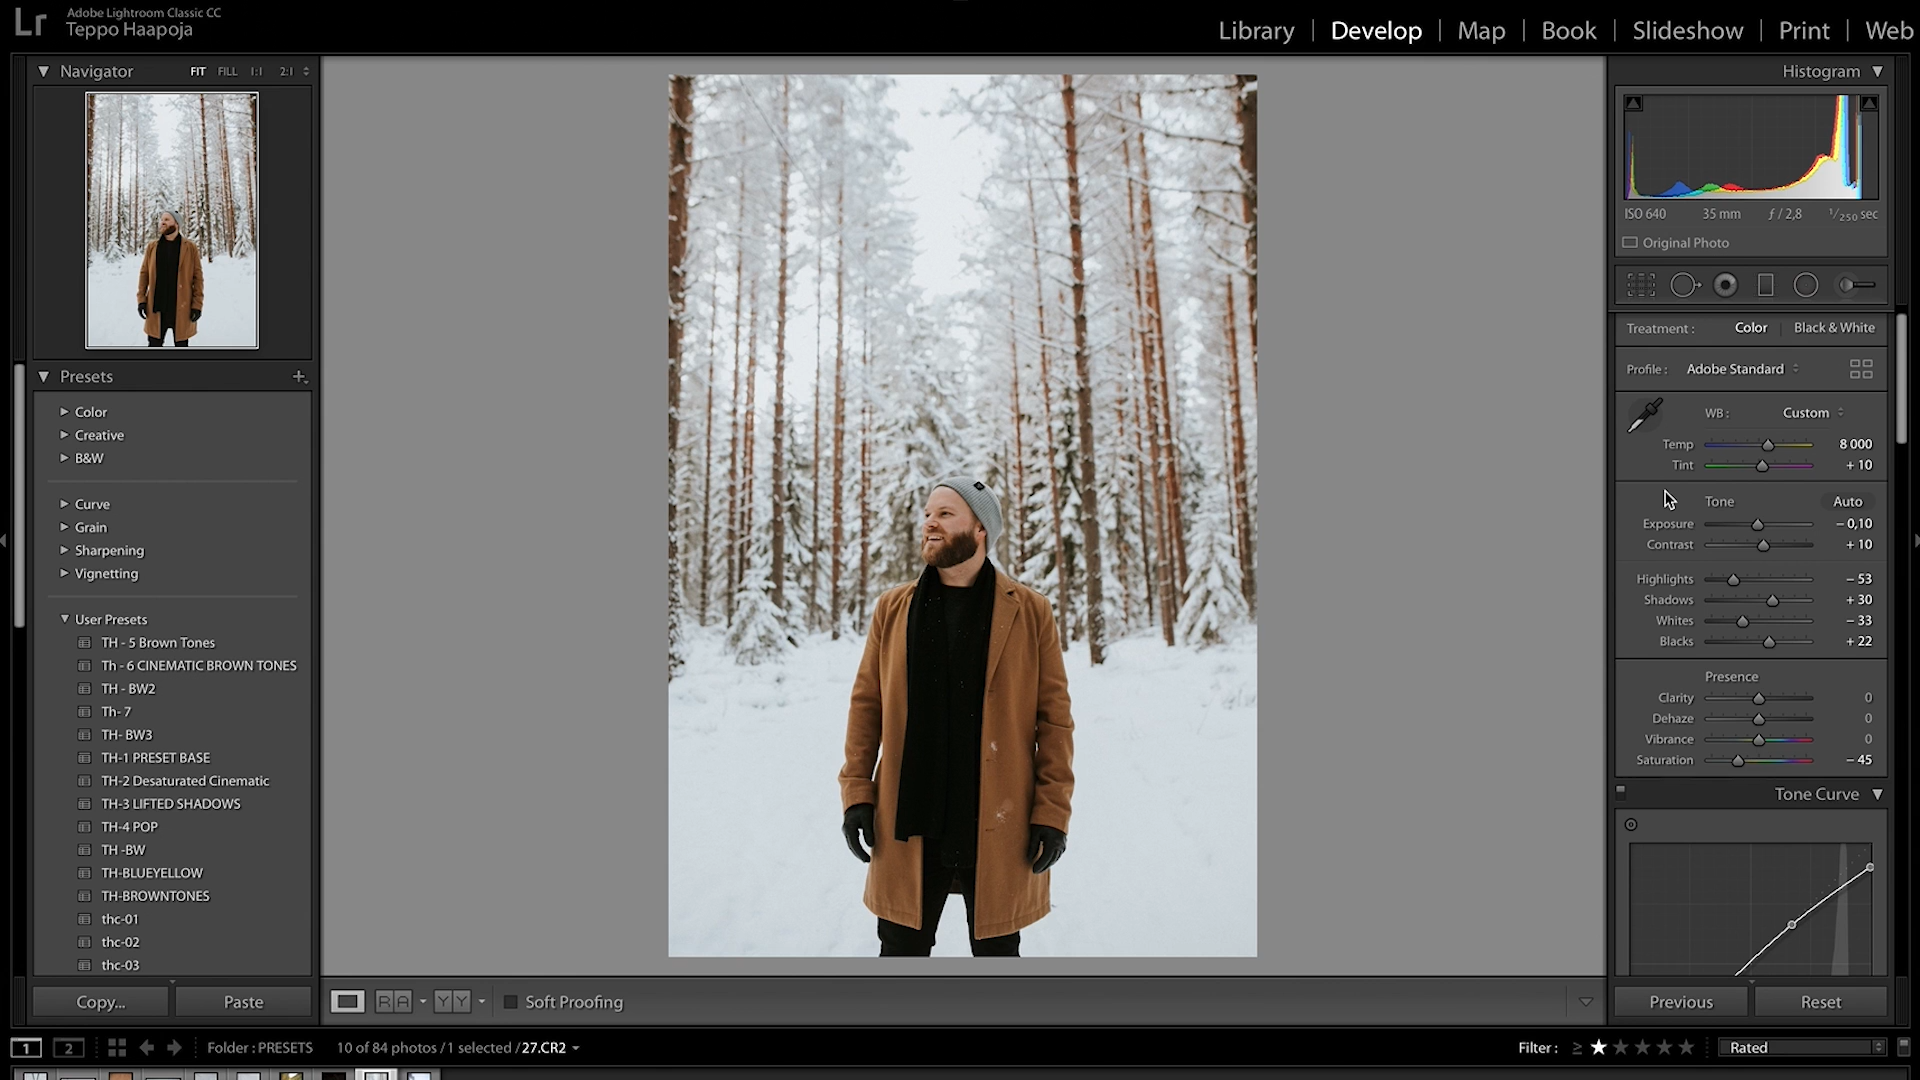 Lr
Adobe Lightroom Classic CC
Teppo Haapoja
Library | Develop | Map | Book | Slideshow | Print | Web
Navigator FIT FILL 1:1 2:1
Presets +
Color
Creative
B&W
Curve
Grain
Sharpening
Vignetting
User Presets
TH - 5 Brown Tones
Th - 6 CINEMATIC BROWN TONES
TH - BW2
Th- 7
TH- BW3
TH-1 PRESET BASE
TH-2 Desaturated Cinematic
TH-3 LIFTED SHADOWS
TH-4 POP
TH -BW
TH-BLUEYELLOW
TH-BROWNTONES
thc-01
thc-02
thc-03
Copy... Paste
R A Y Y Soft Proofing
Histogram
ISO 640 35 mm ƒ / 2,8 1/250 sec
Original Photo
Treatment : Color | Black & White
Profile : Adobe Standard
WB : Custom
Temp 8 000
Tint + 10
Tone Auto
Exposure – 0,10
Contrast + 10
Highlights – 53
Shadows + 30
Whites – 33
Blacks + 22
Presence
Clarity 0
Dehaze 0
Vibrance 0
Saturation – 45
Tone Curve
Previous Reset
1 2 Folder : PRESETS 10 of 84 photos / 1 selected / 27.CR2 Filter : ≥ Rated